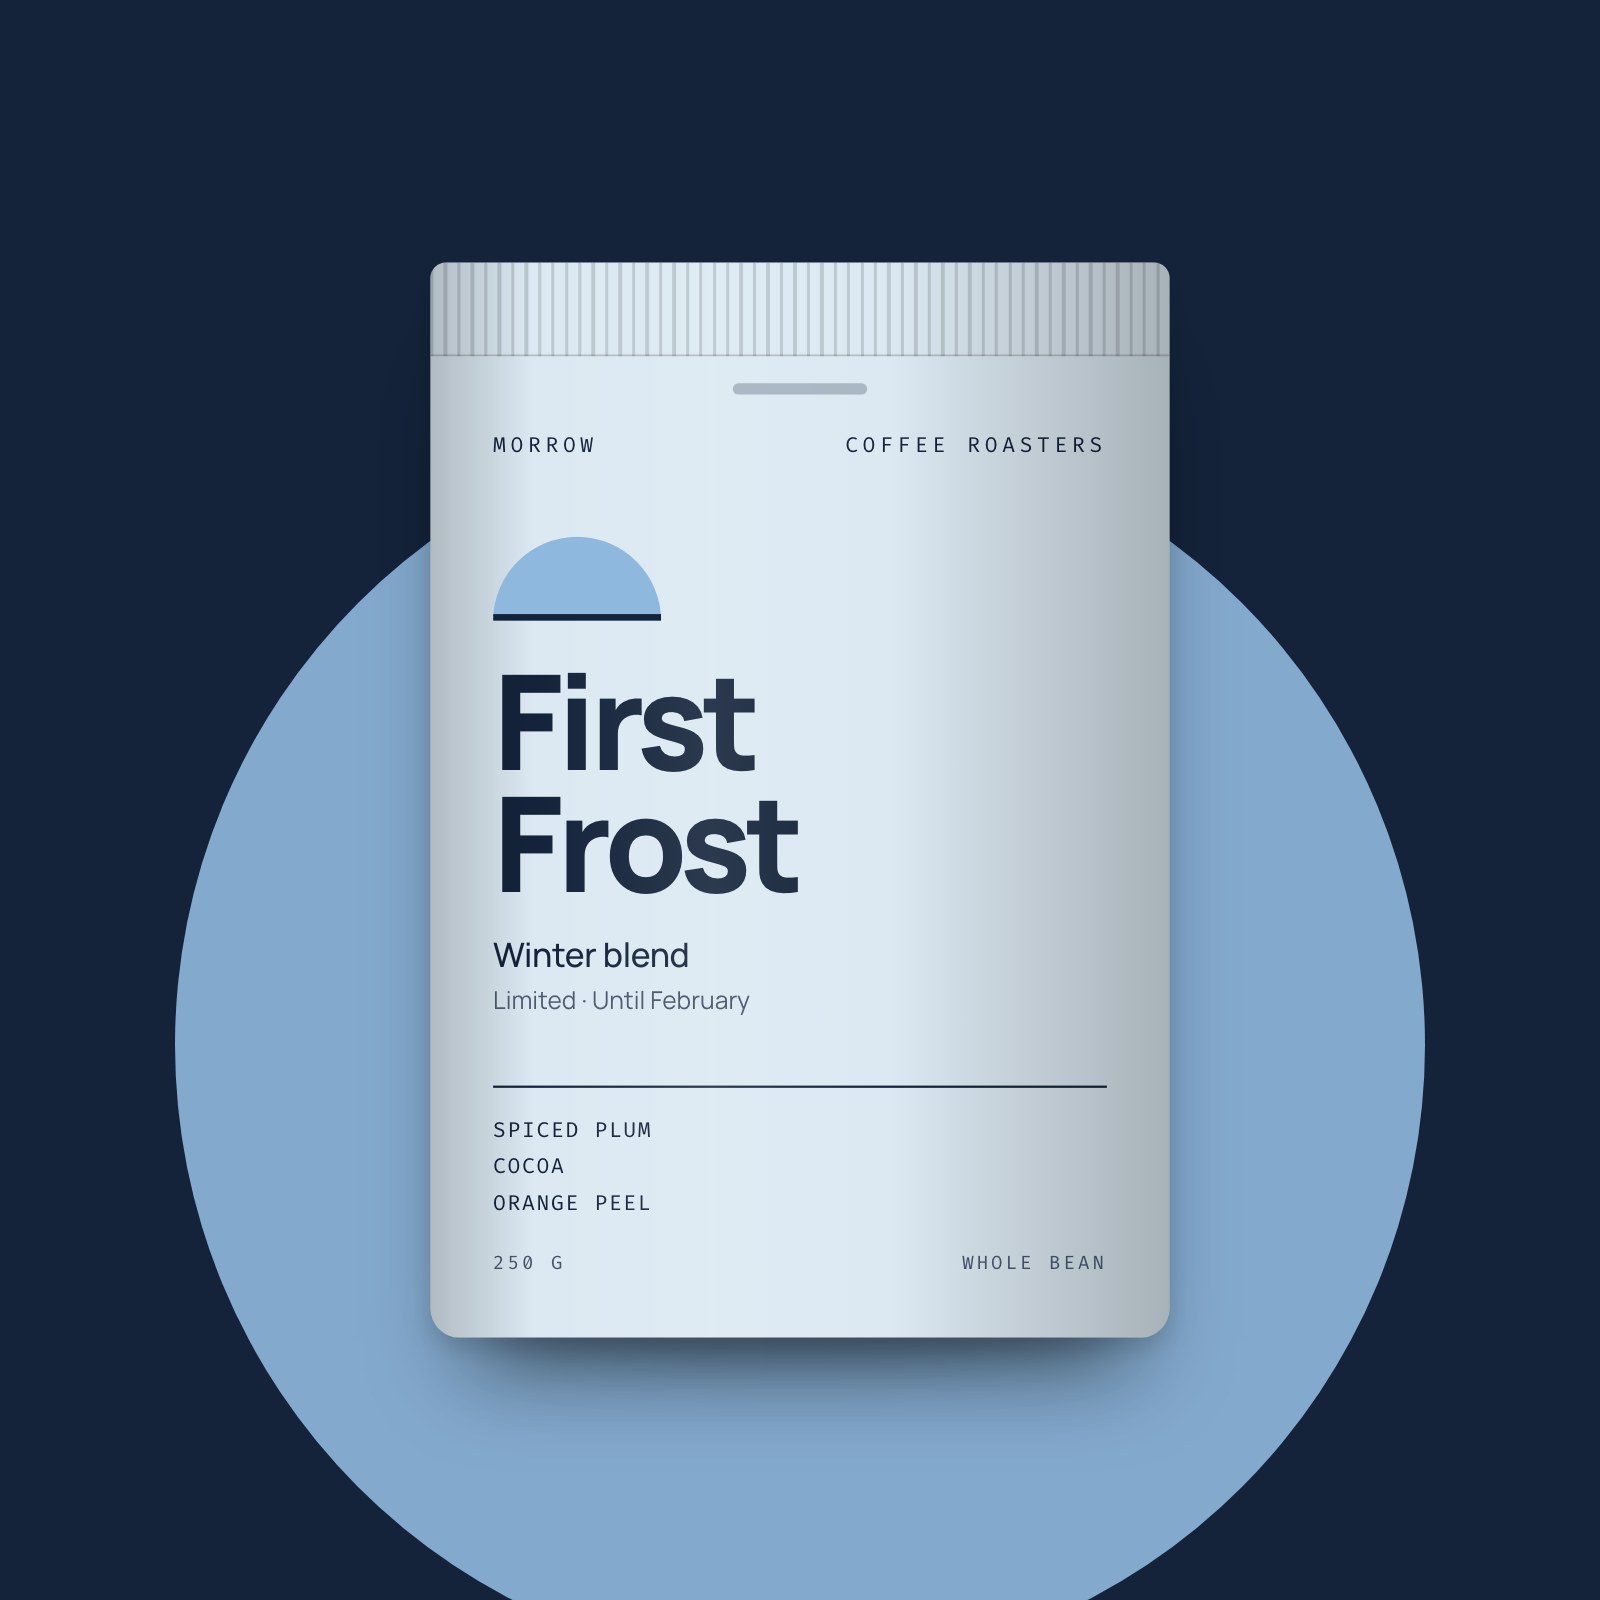 MORROW
COFFEE ROASTERS
First
Frost
Winter blend
Limited · Until February
SPICED PLUM
COCOA
ORANGE PEEL
250 G
WHOLE BEAN